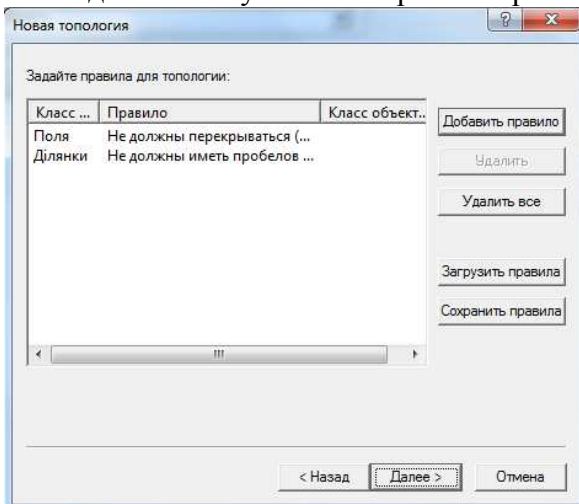 Новая топология
Задайте правила для топологии:
Класс ... Правило Класс объект..
Поля Не должны перекрываться (...
Ділянки Не должны иметь пробелов ...
Добавить правило
Удалить
Удалить все
Загрузить правила
Сохранить правила
< Назад Далее > Отмена